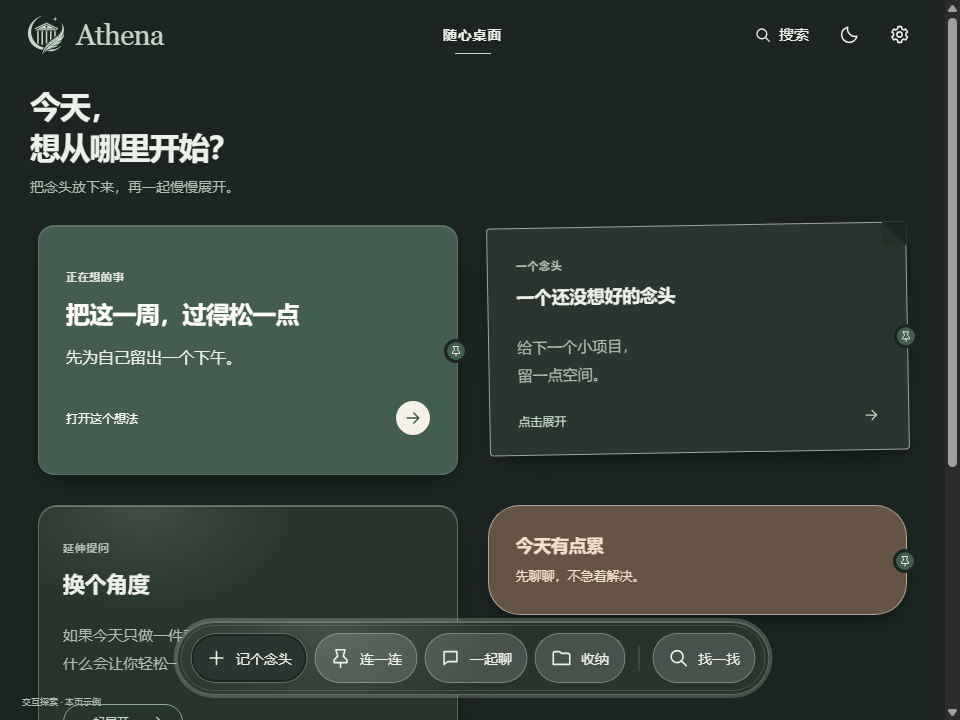 Athena
随心桌面
搜索
今天，
想从哪里开始？
把念头放下来，再一起慢慢展开。
正在想的事
把这一周，过得松一点
先为自己留出一个下午。
打开这个想法
一个念头
一个还没想好的念头
给下一个小项目，
留一点空间。
点击展开
延伸提问
换个角度
如果今天只做一件
什么会让你轻松一
今天有点累
先聊聊，不急着解决。
记个念头
连一连
一起聊
收纳
找一找
交互探索 · 本页示例